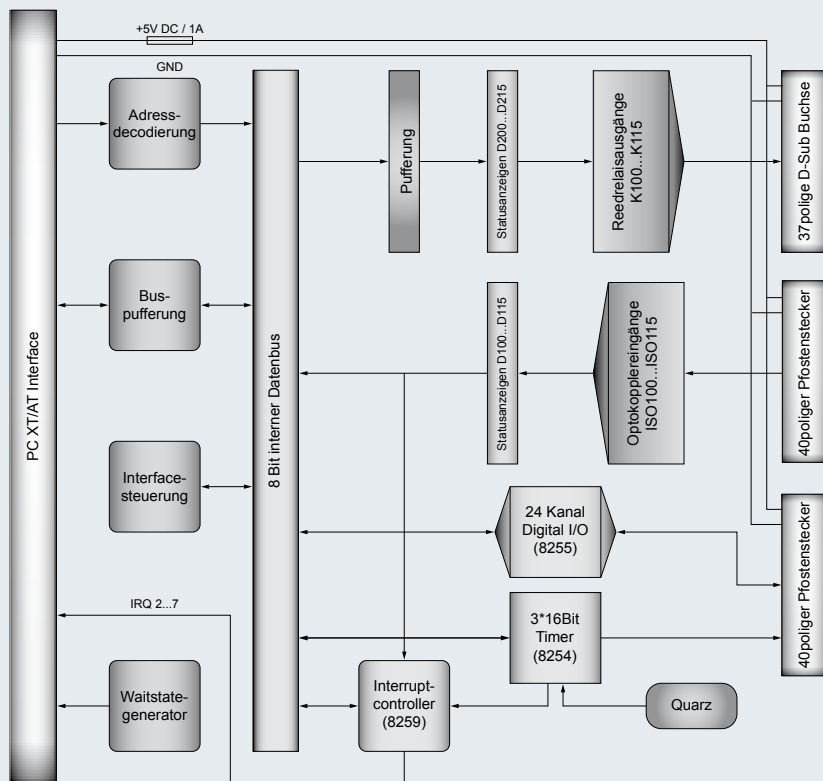 +5V DC / 1A
GND
PC XT/AT Interface
Adress-
decodierung
Bus-
pufferung
Interface-
steuerung
IRQ 2...7
Waitstate-
generator
8 Bit interner Datenbus
Pufferung
Statusanzeigen D200...D215
Reedrelaisausgänge
K100...K115
37polige D-Sub Buchse
Statusanzeigen D100...D115
Optokopplereingänge
ISO100...ISO115
40poliger Pfostenstecker
24 Kanal
Digital I/O
(8255)
3*16Bit
Timer
(8254)
40poliger Pfostenstecker
Interrupt-
controller
(8259)
Quarz